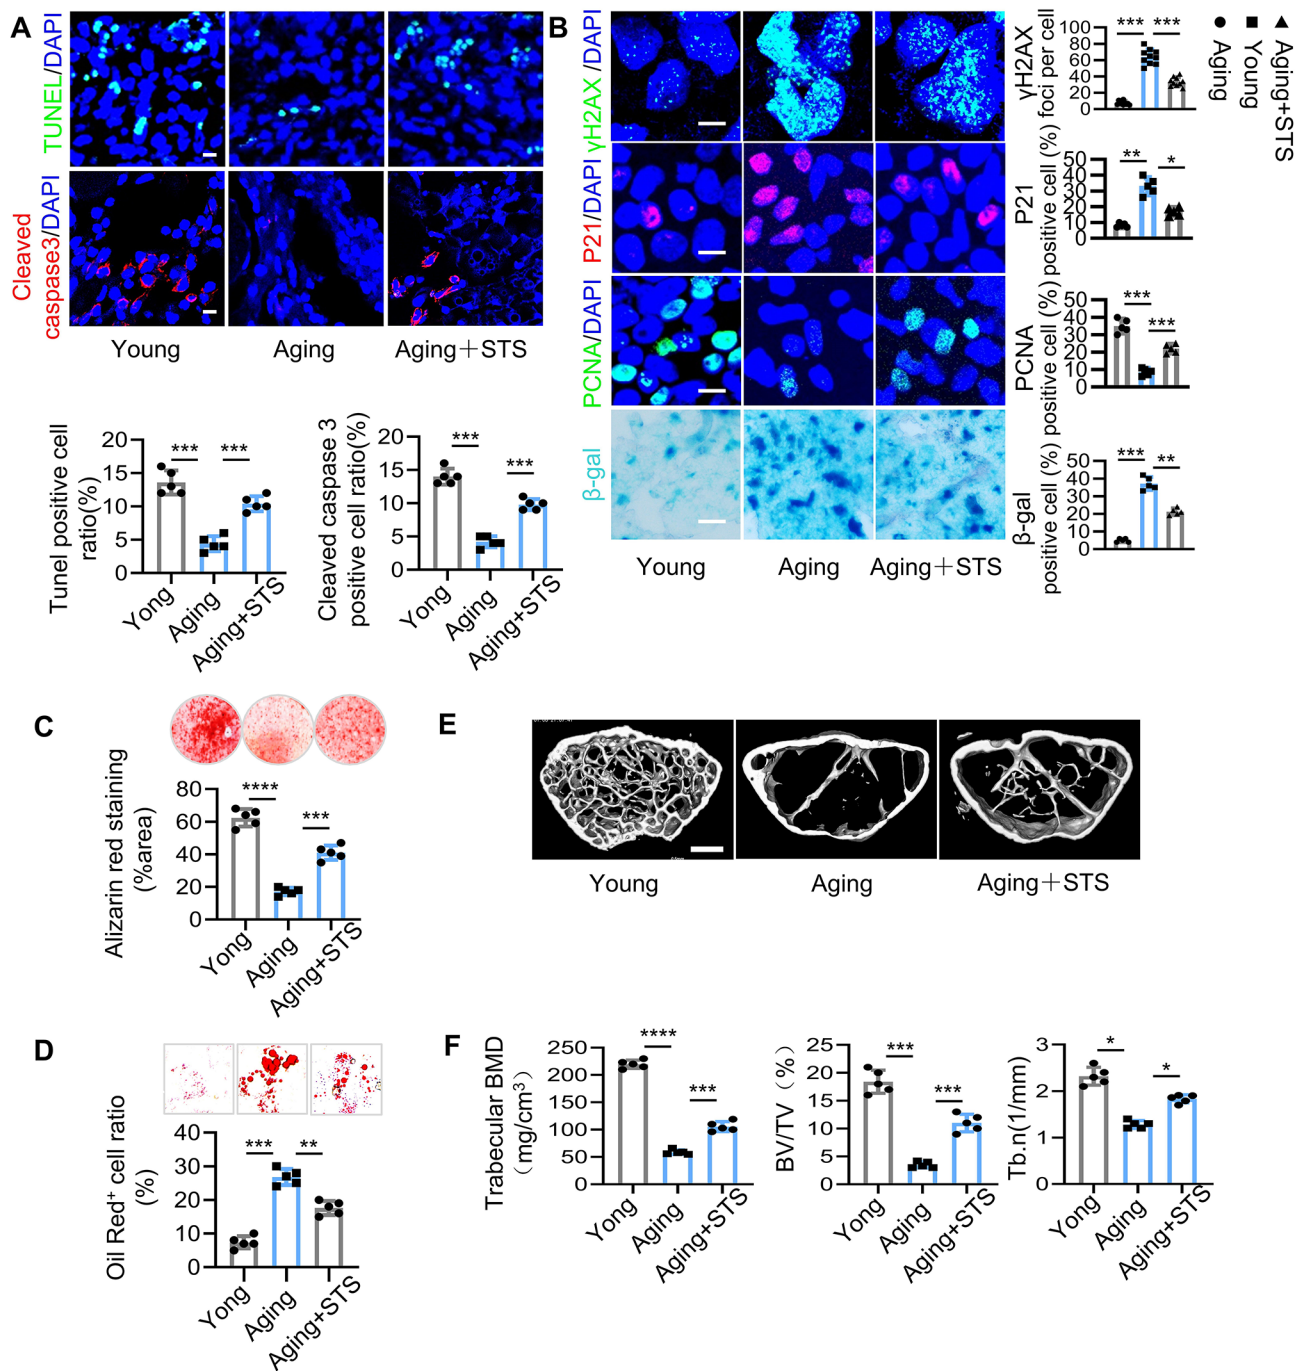 A
TUNEL/DAPI
Cleaved
caspase3/DAPI
Young
Aging
Aging+STS
Tunel positive cell
ratio(%)
20
15
10
5
0
***
***
Yong
Aging
Aging+STS
Cleaved caspase 3
positive cell ratio(%)
20
15
10
5
0
***
***
Yong
Aging
Aging+STS
B
γH2AX /DAPI
P21/DAPI
PCNA/DAPI
β-gal
Young
Aging
Aging+STS
γH2AX
foci per cell
100
80
60
40
20
0
***
***
Aging
Young
Aging+STS
P21
positive cell (%)
50
40
30
20
10
0
**
*
PCNA
positive cell (%)
50
40
30
20
10
0
***
***
β-gal
positive cell (%)
50
40
30
20
10
0
***
**
C
Alizarin red staining
(%area)
80
60
40
20
0
****
***
Yong
Aging
Aging+STS
D
Oil Red⁺ cell ratio
(%)
40
30
20
10
0
***
**
Yong
Aging
Aging+STS
E
Young
Aging
Aging+STS
F
Trabecular BMD
（mg/cm³）
250
200
150
100
50
0
****
***
Yong
Aging
Aging+STS
BV/TV（%）
25
20
15
10
5
0
***
***
Yong
Aging
Aging+STS
Tb.n(1/mm)
3
2
1
0
*
*
Yong
Aging
Aging+STS